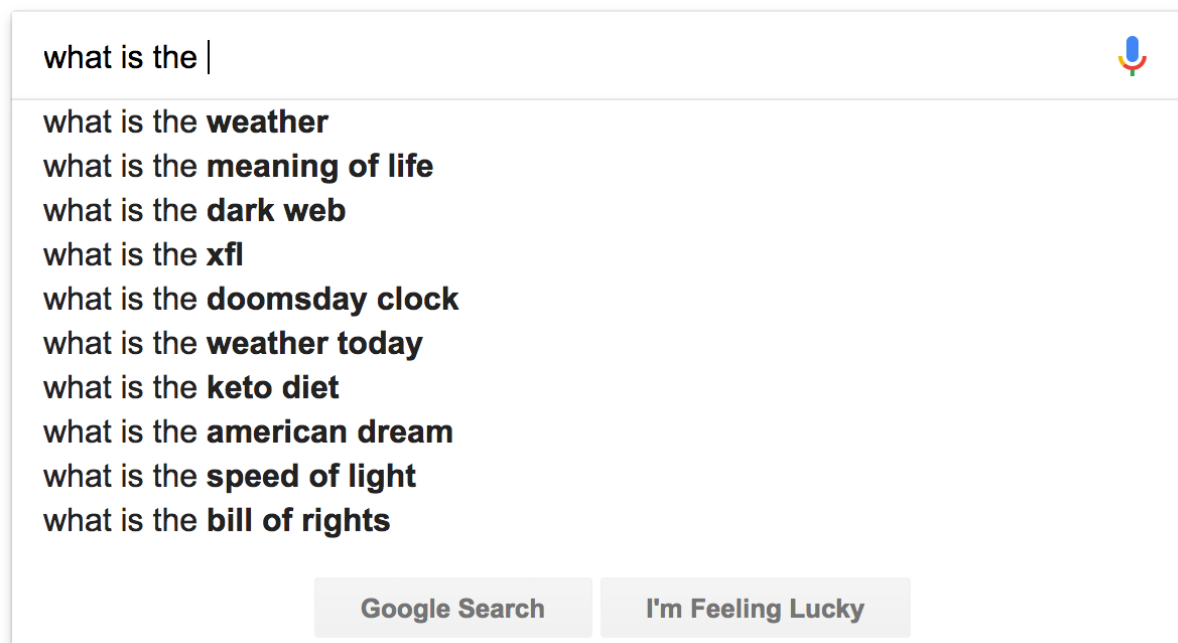 what is the
what is the weather
what is the meaning of life
what is the dark web
what is the xfl
what is the doomsday clock
what is the weather today
what is the keto diet
what is the american dream
what is the speed of light
what is the bill of rights
Google Search I'm Feeling Lucky